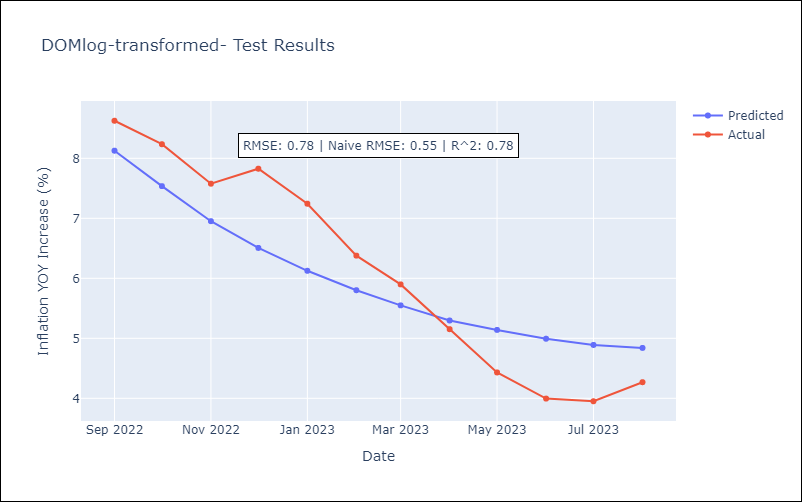 DOMlog-transformed- Test Results
Predicted
Actual
RMSE: 0.78 | Naive RMSE: 0.55 | R^2: 0.78
Inflation YOY Increase (%)
8
7
6
5
4
Sep 2022
Nov 2022
Jan 2023
Mar 2023
May 2023
Jul 2023
Date